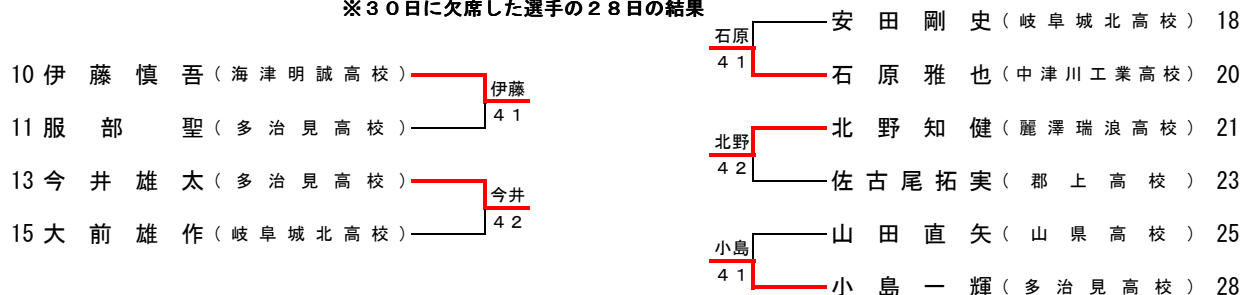 ※３０日に欠席した選手の２８日の結果
10 伊藤慎吾（海津明誠高校）
伊藤
４１
11 服部聖（多治見高校）
13 今井雄太（多治見高校）
今井
４２
15 大前雄作（岐阜城北高校）
安田剛史（岐阜城北高校） 18
石原
４１
石原雅也（中津川工業高校） 20
北野知健（麗澤瑞浪高校） 21
北野
４２
佐古尾拓実（郡上高校） 23
山田直矢（山県高校） 25
小島
４１
小島一輝（多治見高校） 28